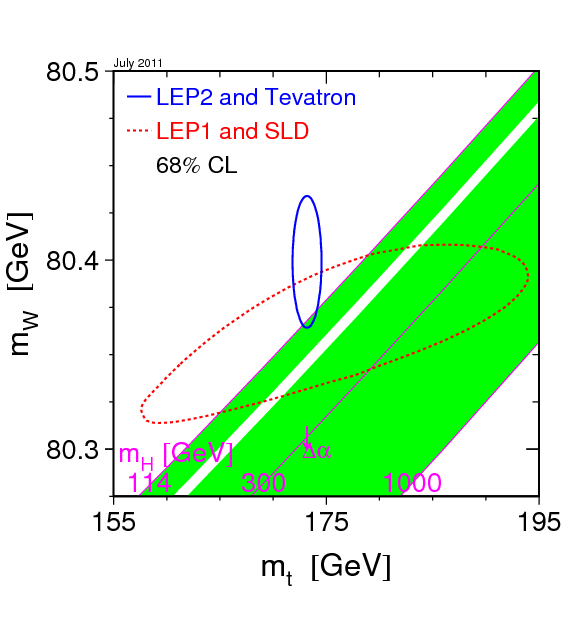 July 2011
LEP2 and Tevatron
LEP1 and SLD
68% CL
80.5
80.4
80.3
m_W [GeV]
m_H [GeV]
Δα
114 300 1000
155 175 195
m_t [GeV]